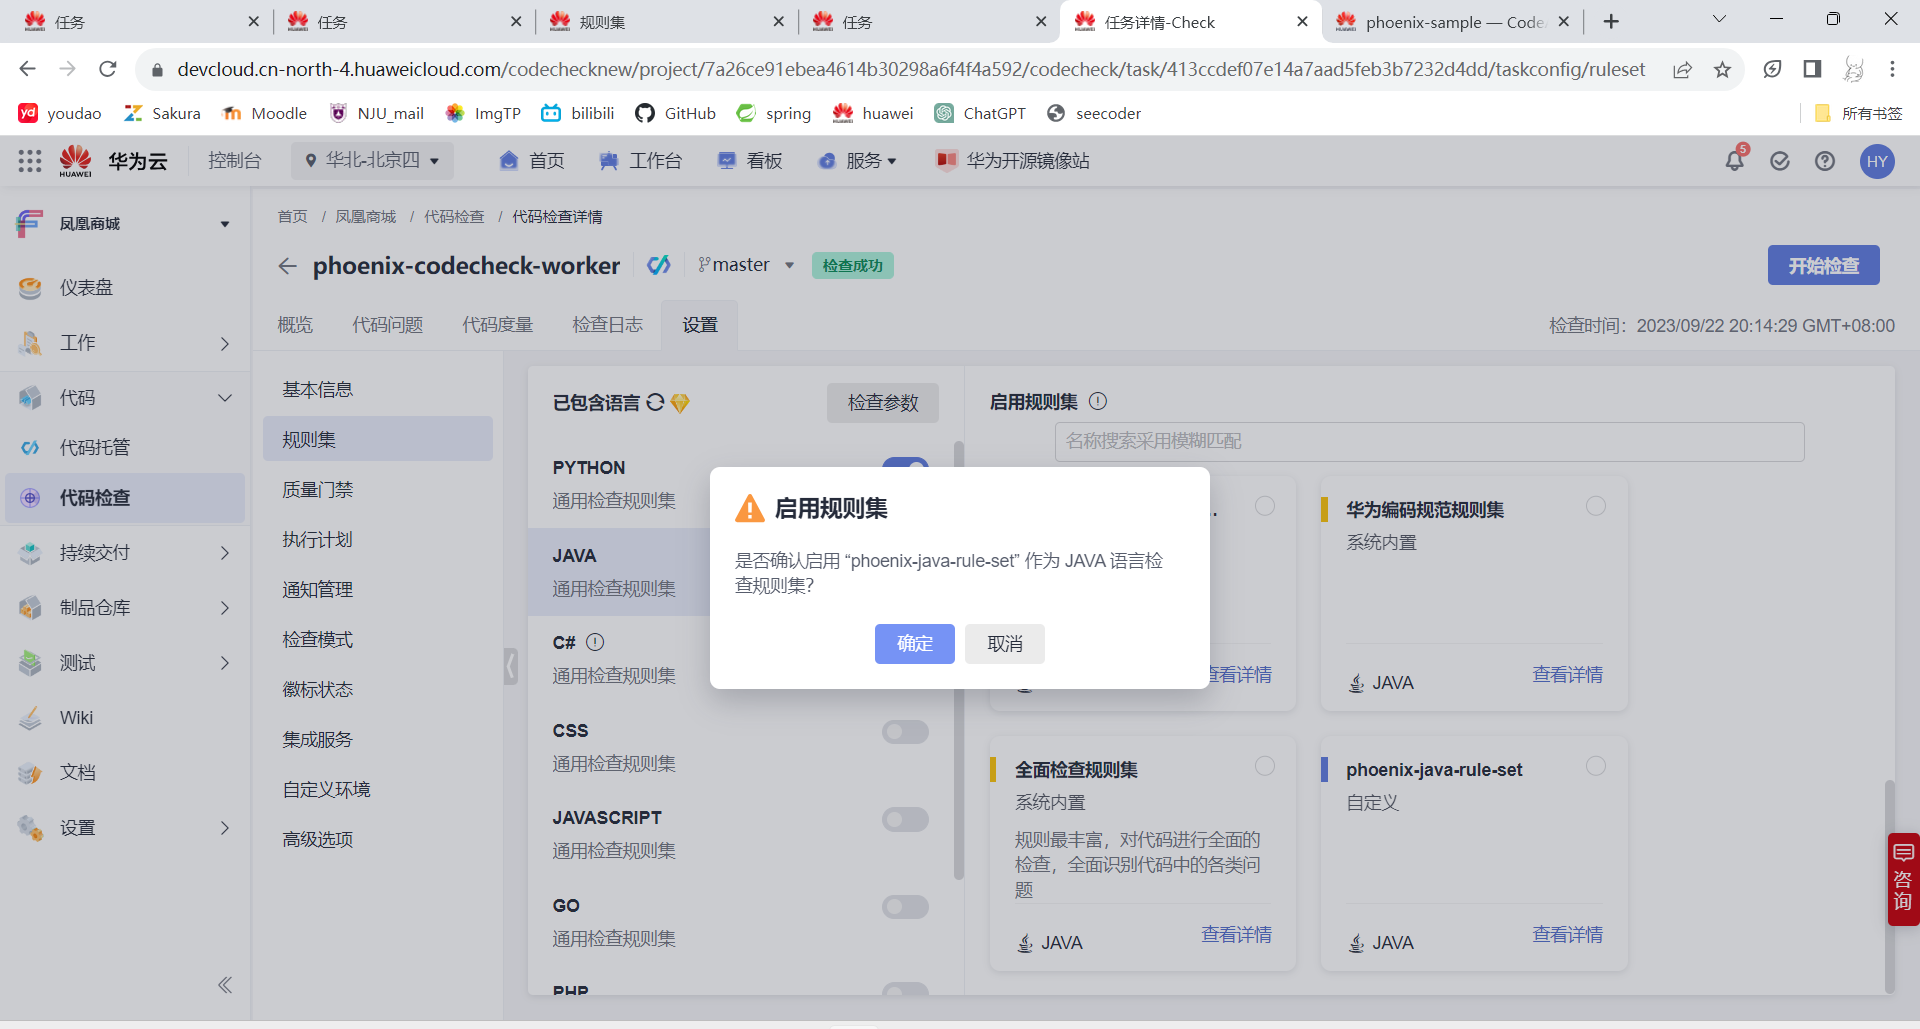 任务
任务
规则集
任务
任务详情-Check
phoenix-sample — Code
devcloud.cn-north-4.huaweicloud.com/codechecknew/project/7a26ce91ebea4614b30298a6f4f4a592/codecheck/task/413ccdef07e14a7aad5feb3b7232d4dd/taskconfig/ruleset
youdao
Sakura
Moodle
NJU_mail
ImgTP
bilibili
GitHub
spring
huawei
ChatGPT
seecoder
所有书签
HUAWEI
华为云
控制台
华北-北京四
首页
工作台
看板
服务
华为开源镜像站
5
HY
凤凰商城
仪表盘
工作
代码
代码托管
代码检查
持续交付
制品仓库
测试
Wiki
文档
设置
首页 / 凤凰商城 / 代码检查 / 代码检查详情
phoenix-codecheck-worker
master
检查成功
开始检查
概览
代码问题
代码度量
检查日志
设置
检查时间：2023/09/22 20:14:29 GMT+08:00
基本信息
规则集
质量门禁
执行计划
通知管理
检查模式
徽标状态
集成服务
自定义环境
高级选项
已包含语言
检查参数
PYTHON
通用检查规则集
JAVA
通用检查规则集
C#
通用检查规则集
CSS
通用检查规则集
JAVASCRIPT
通用检查规则集
GO
通用检查规则集
PHP
启用规则集
名称搜索采用模糊匹配
..
查看详情
华为编码规范规则集
系统内置
JAVA
查看详情
全面检查规则集
系统内置
规则最丰富，对代码进行全面的
检查，全面识别代码中的各类问
题
JAVA
查看详情
phoenix-java-rule-set
自定义
JAVA
查看详情
启用规则集
是否确认启用 “phoenix-java-rule-set” 作为 JAVA 语言检
查规则集?
确定
取消
咨
询